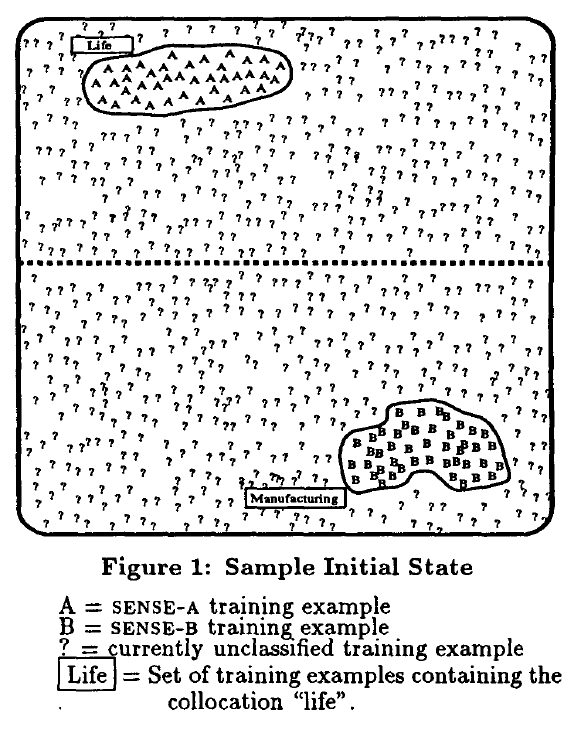 Life
Manufacturing
Figure 1: Sample Initial State
A = SENSE-A training example
B = SENSE-B training example
? = currently unclassified training example
Life = Set of training examples containing the
collocation “life”.